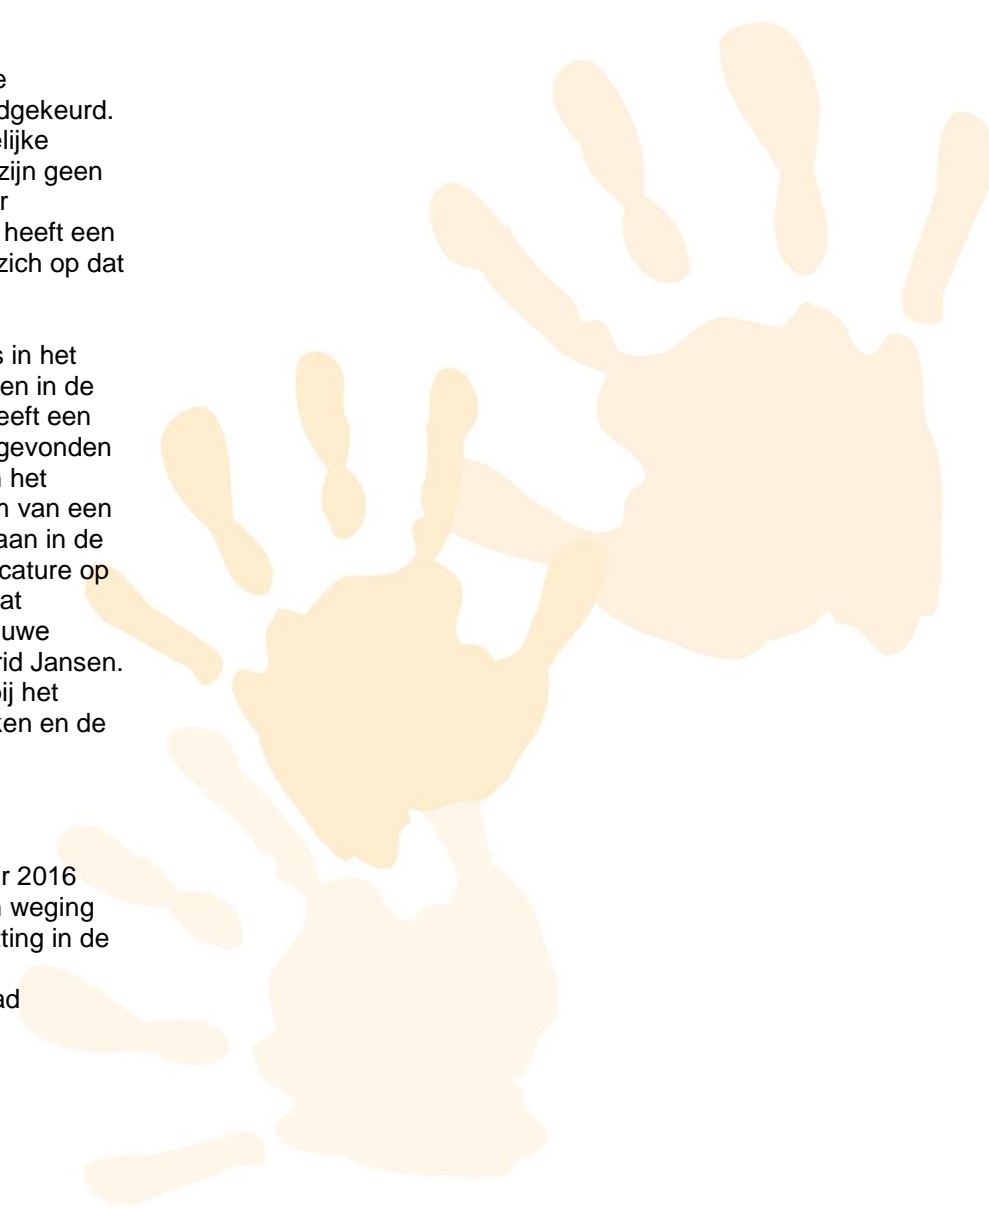 e
dgekeurd.
elijke
zijn geen
r
heeft een
zich op dat
s in het
en in de
eeft een
gevonden
het
n van een
aan in de
cature op
at
uwe
rid Jansen.
bij het
ken en de
r 2016
n weging
ting in de
ad